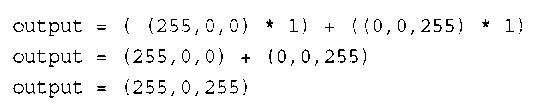 output = ( (255,0,0) * 1) + ((0,0,255) * 1)
output = (255,0,0) + (0,0,255)
output = (255,0,255)